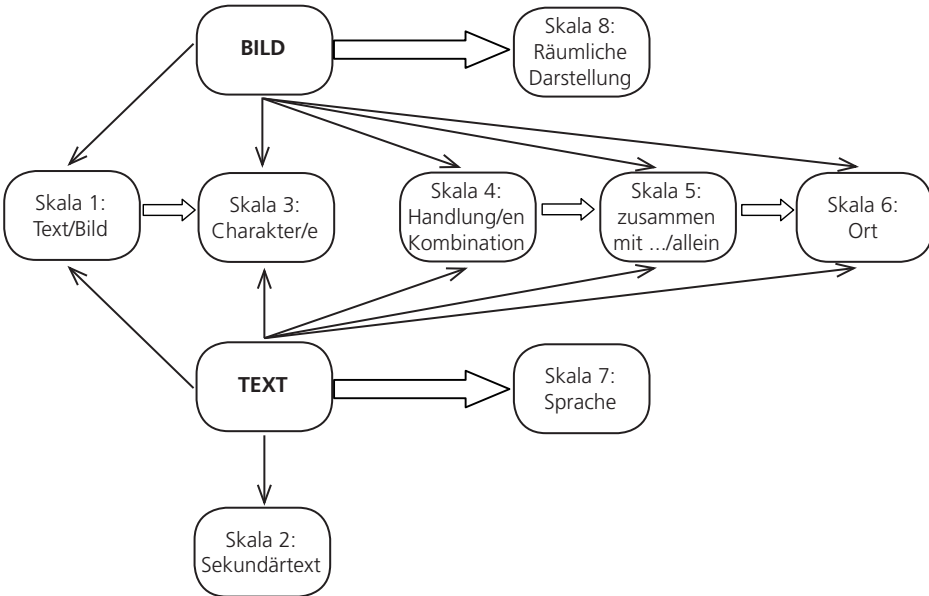 BILD
Skala 8:
Räumliche
Darstellung
Skala 1:
Text/Bild
Skala 3:
Charakter/e
Skala 4:
Handlung/en
Kombination
Skala 5:
zusammen
mit .../allein
Skala 6:
Ort
TEXT
Skala 7:
Sprache
Skala 2:
Sekundärtext